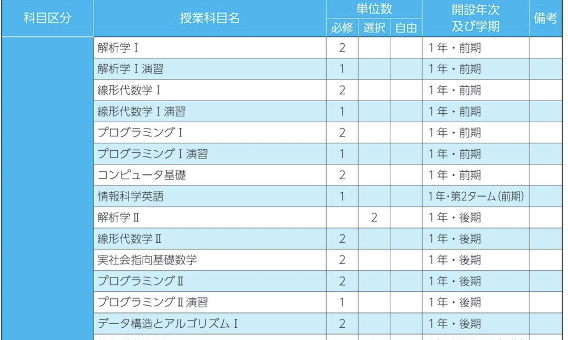 科目区分 授業科目名 単位数 開設年次及び学期 備考
必修 選択 自由
解析学Ⅰ 2 1年・前期
解析学Ⅰ演習 1 1年・前期
線形代数学Ⅰ 2 1年・前期
線形代数学Ⅰ演習 1 1年・前期
プログラミングⅠ 2 1年・前期
プログラミングⅠ演習 1 1年・前期
コンピュータ基礎 2 1年・前期
情報科学英語 1 1年・第2ターム(前期)
解析学Ⅱ 2 1年・後期
線形代数学Ⅱ 2 1年・後期
実社会指向基礎数学 2 1年・後期
プログラミングⅡ 2 1年・後期
プログラミングⅡ演習 1 1年・後期
データ構造とアルゴリズムⅠ 2 1年・後期